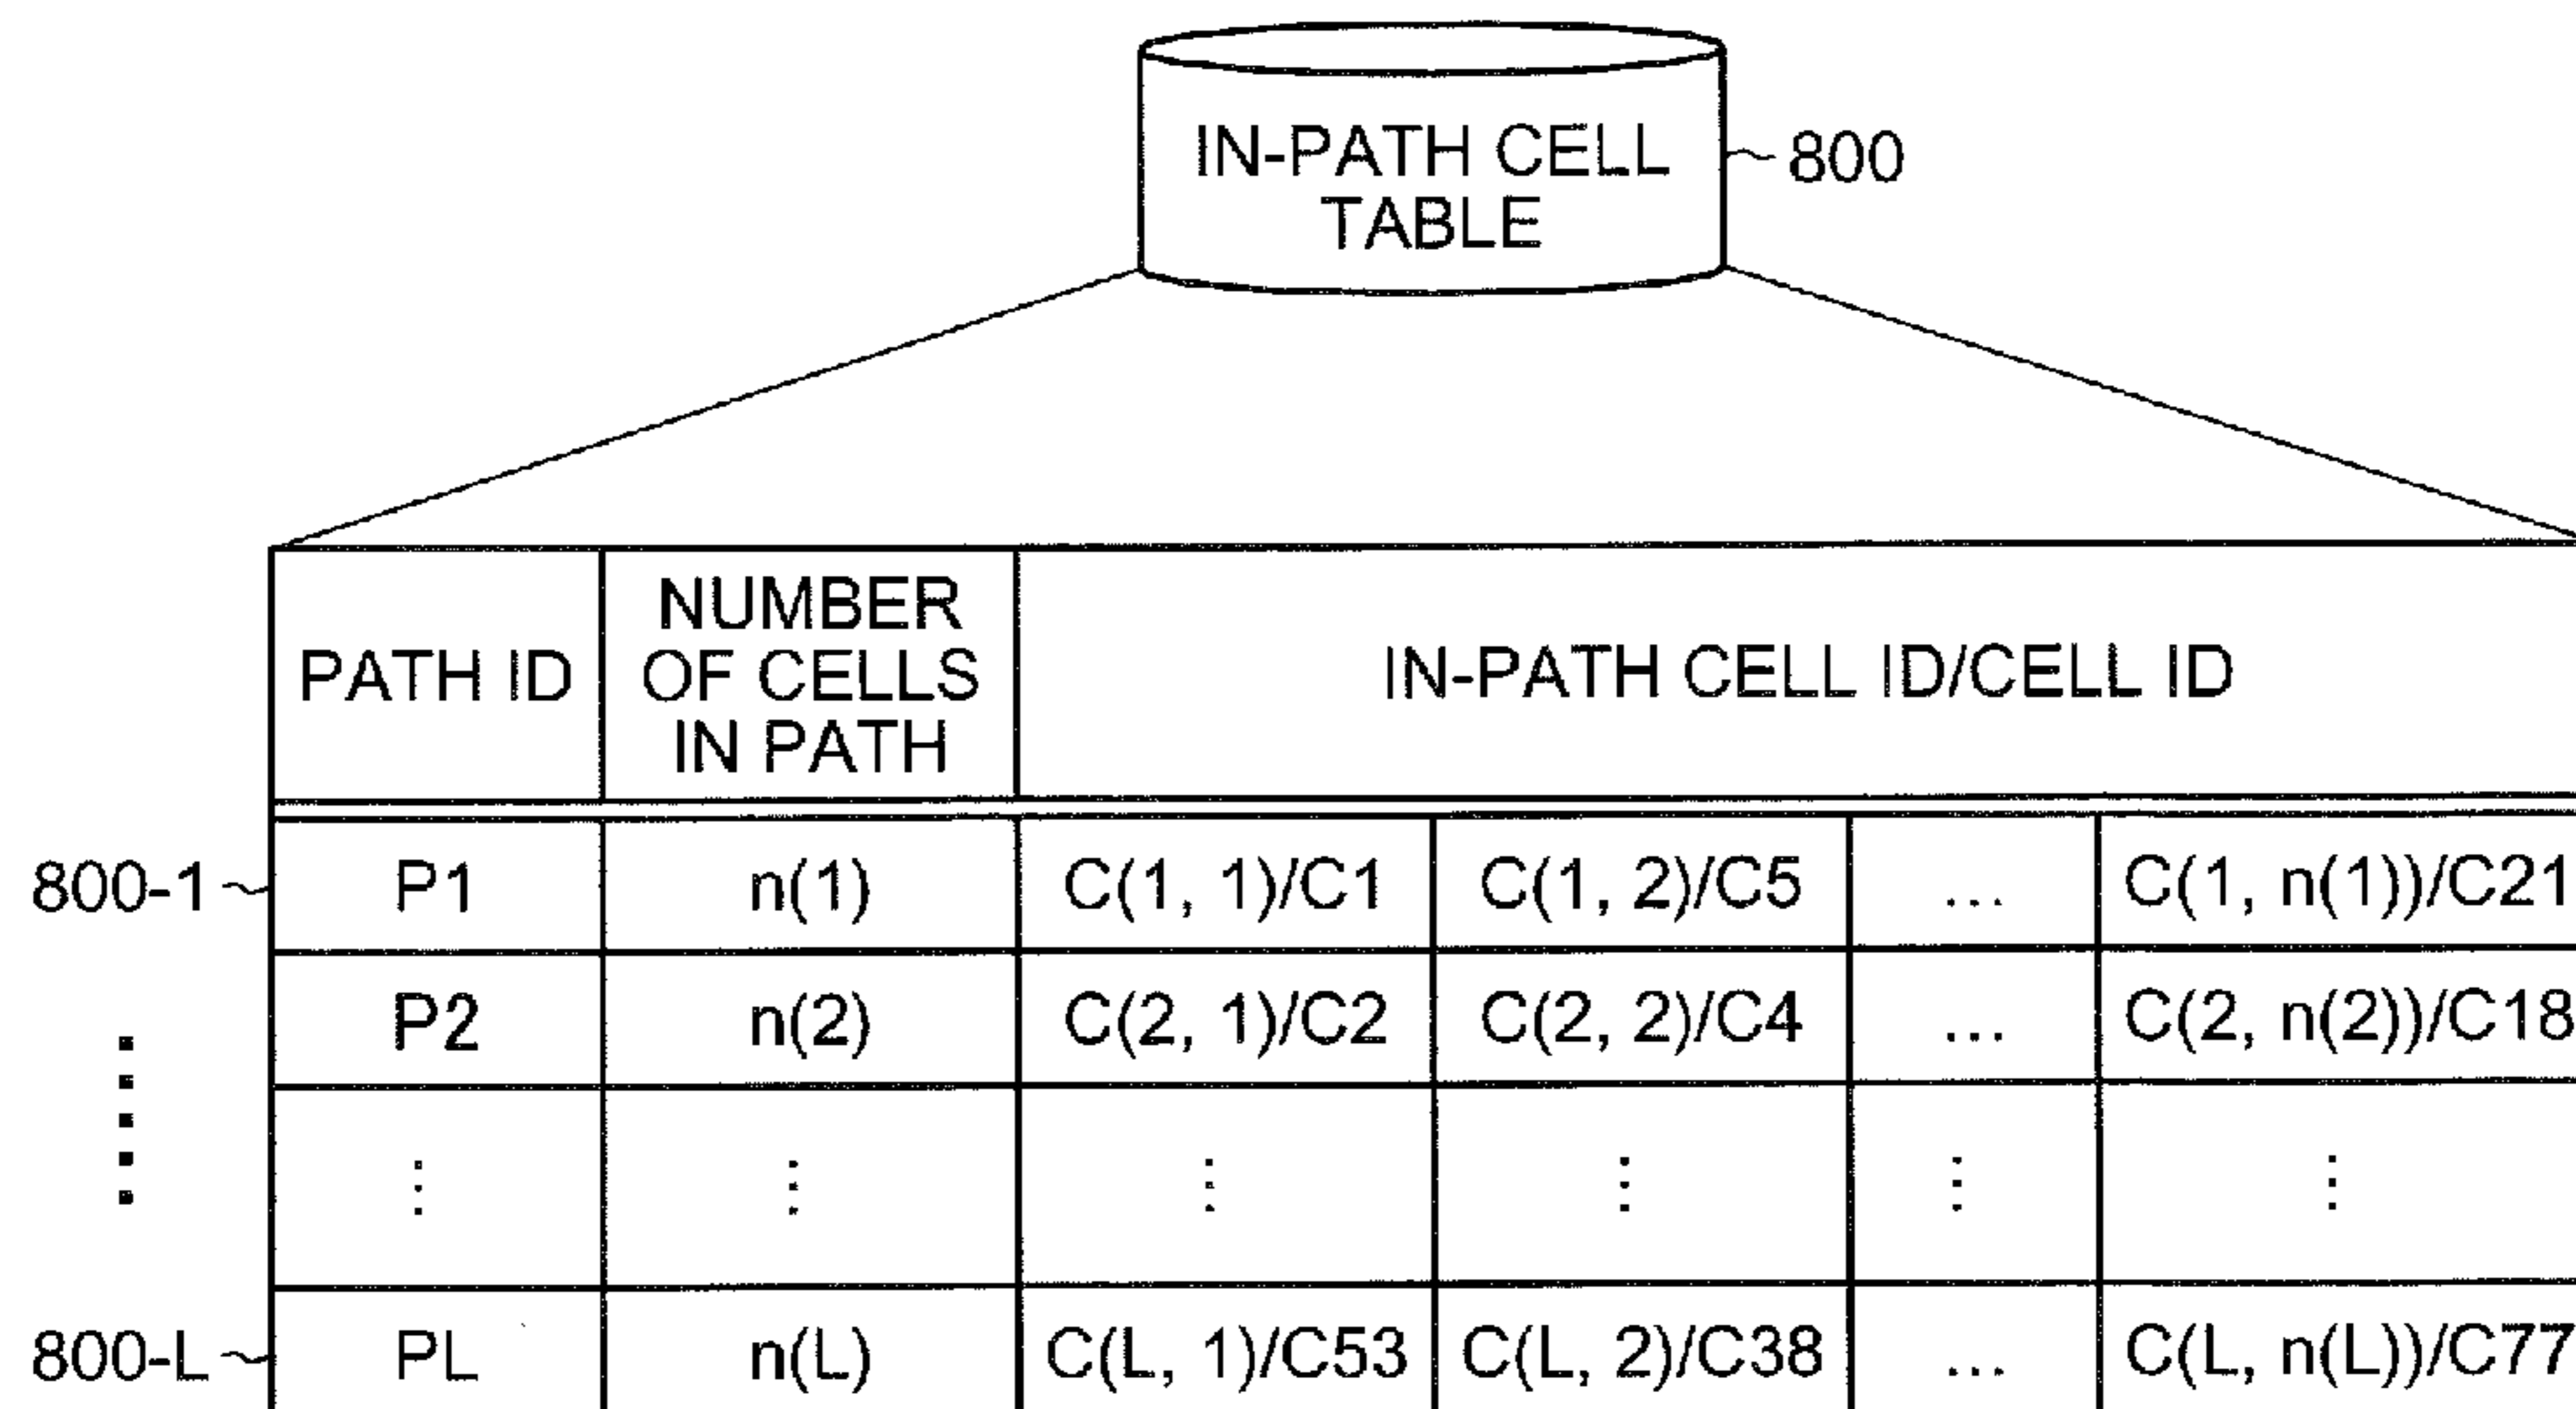 IN-PATH CELL
TABLE
800
PATH ID
NUMBER
OF CELLS
IN PATH
IN-PATH CELL ID/CELL ID
800-1 P1 n(1) C(1, 1)/C1 C(1, 2)/C5 ... C(1, n(1))/C21
P2 n(2) C(2, 1)/C2 C(2, 2)/C4 ... C(2, n(2))/C18
800-L PL n(L) C(L, 1)/C53 C(L, 2)/C38 ... C(L, n(L))/C77